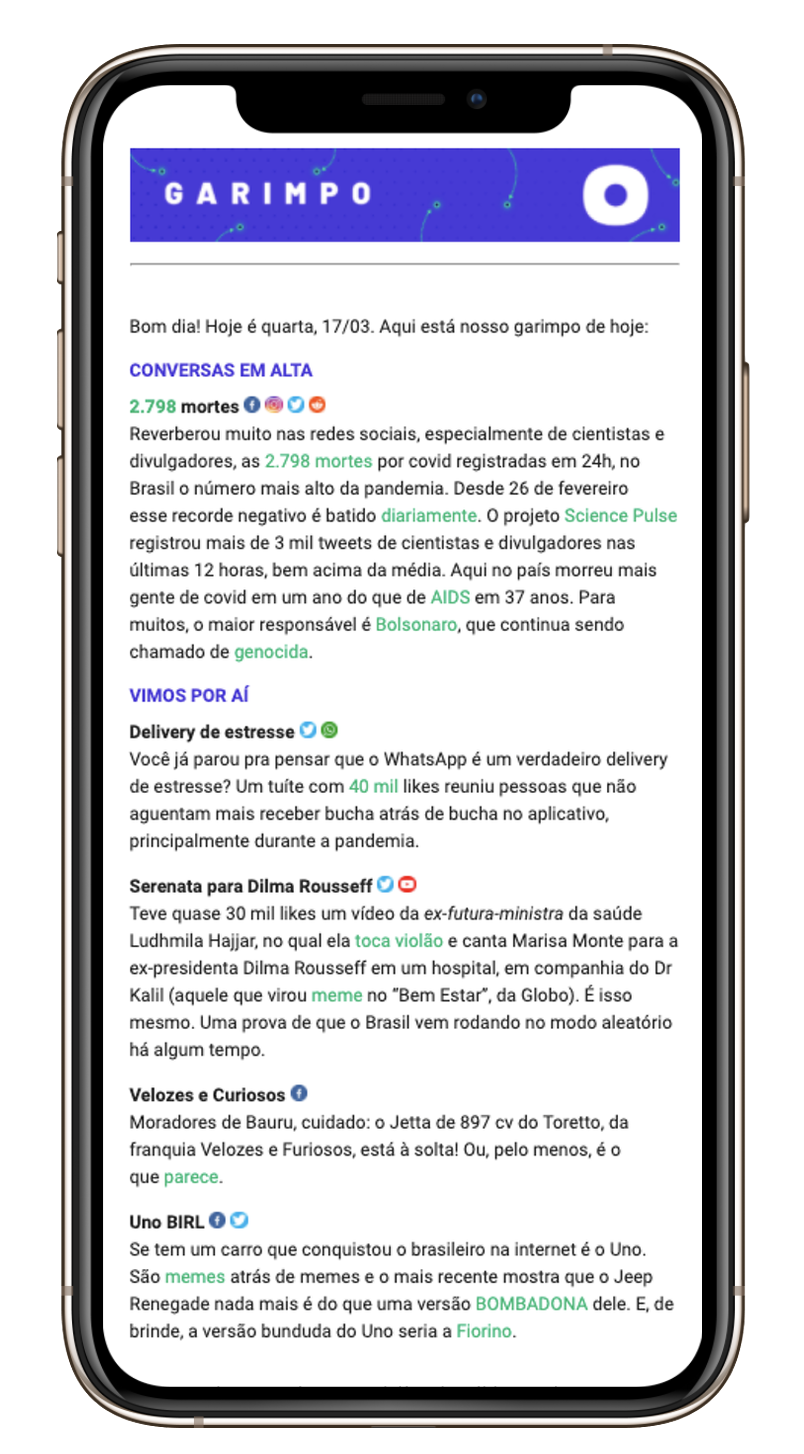 GARIMPO
O
Bom dia! Hoje é quarta, 17/03. Aqui está nosso garimpo de hoje:
CONVERSAS EM ALTA
2.798 mortes
Reverberou muito nas redes sociais, especialmente de cientistas e
divulgadores, as 2.798 mortes por covid registradas em 24h, no
Brasil o número mais alto da pandemia. Desde 26 de fevereiro
esse recorde negativo é batido diariamente. O projeto Science Pulse
registrou mais de 3 mil tweets de cientistas e divulgadores nas
últimas 12 horas, bem acima da média. Aqui no país morreu mais
gente de covid em um ano do que de AIDS em 37 anos. Para
muitos, o maior responsável é Bolsonaro, que continua sendo
chamado de genocida.
VIMOS POR AÍ
Delivery de estresse
Você já parou pra pensar que o WhatsApp é um verdadeiro delivery
de estresse? Um tuíte com 40 mil likes reuniu pessoas que não
aguentam mais receber bucha atrás de bucha no aplicativo,
principalmente durante a pandemia.
Serenata para Dilma Rousseff
Teve quase 30 mil likes um vídeo da ex-futura-ministra da saúde
Ludhmila Hajjar, no qual ela toca violão e canta Marisa Monte para a
ex-presidenta Dilma Rousseff em um hospital, em companhia do Dr
Kalil (aquele que virou meme no "Bem Estar", da Globo). É isso
mesmo. Uma prova de que o Brasil vem rodando no modo aleatório
há algum tempo.
Velozes e Curiosos
Moradores de Bauru, cuidado: o Jetta de 897 cv do Toretto, da
franquia Velozes e Furiosos, está à solta! Ou, pelo menos, é o
que parece.
Uno BIRL
Se tem um carro que conquistou o brasileiro na internet é o Uno.
São memes atrás de memes e o mais recente mostra que o Jeep
Renegade nada mais é do que uma versão BOMBADONA dele. E, de
brinde, a versão bunduda do Uno seria a Fiorino.